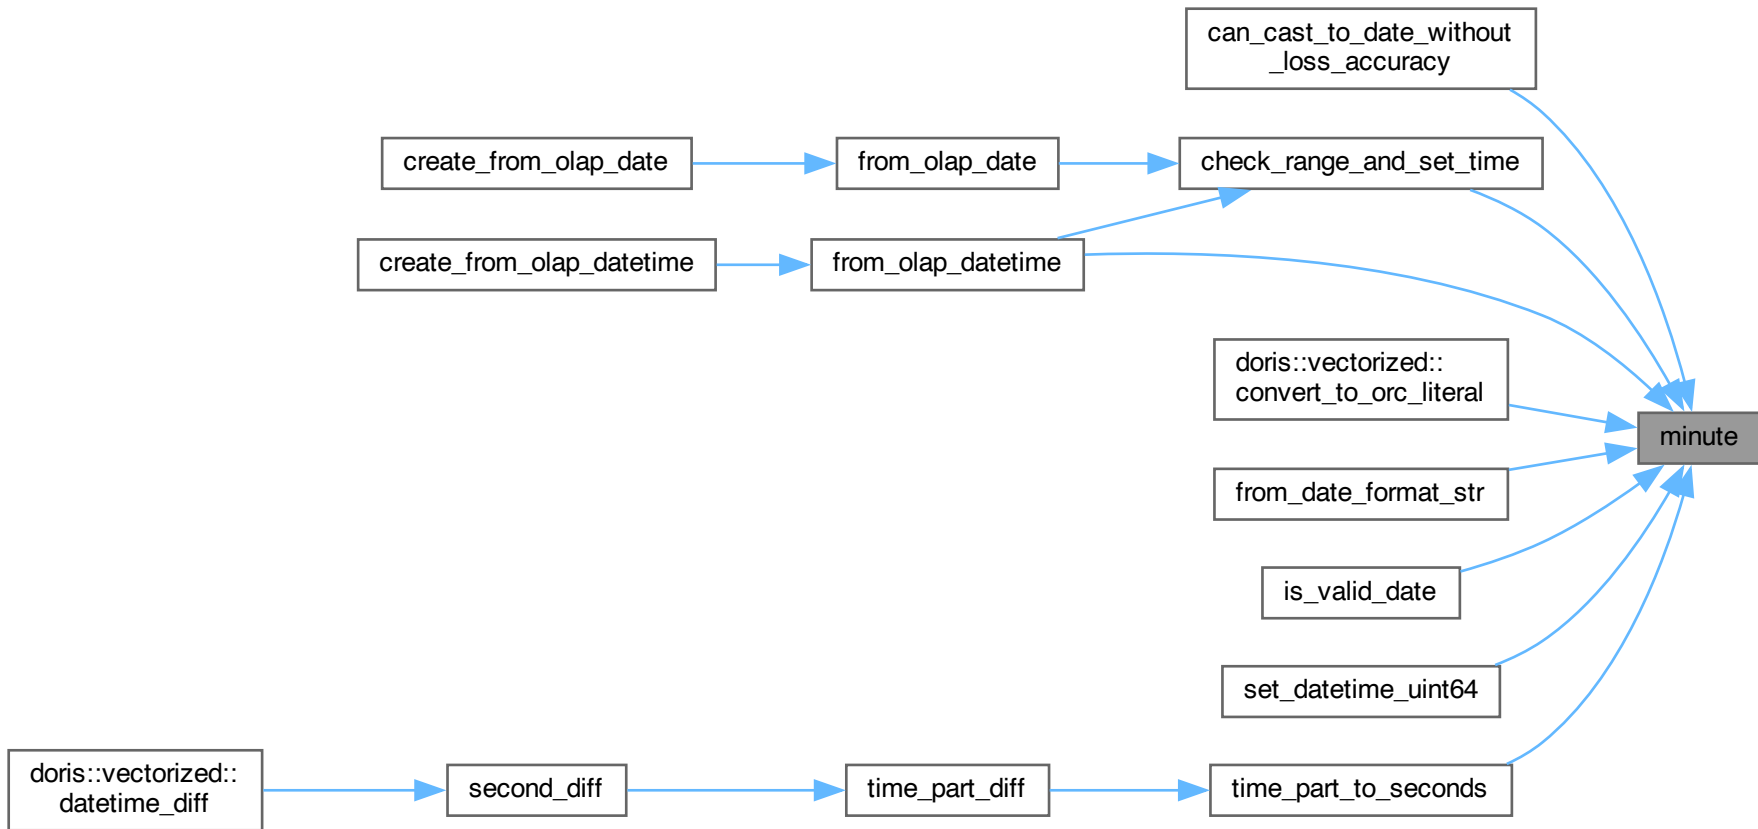 can_cast_to_date_without
_loss_accuracy
create_from_olap_date
from_olap_date
check_range_and_set_time
create_from_olap_datetime
from_olap_datetime
doris::vectorized::
convert_to_orc_literal
minute
from_date_format_str
is_valid_date
set_datetime_uint64
doris::vectorized::
datetime_diff
second_diff
time_part_diff
time_part_to_seconds